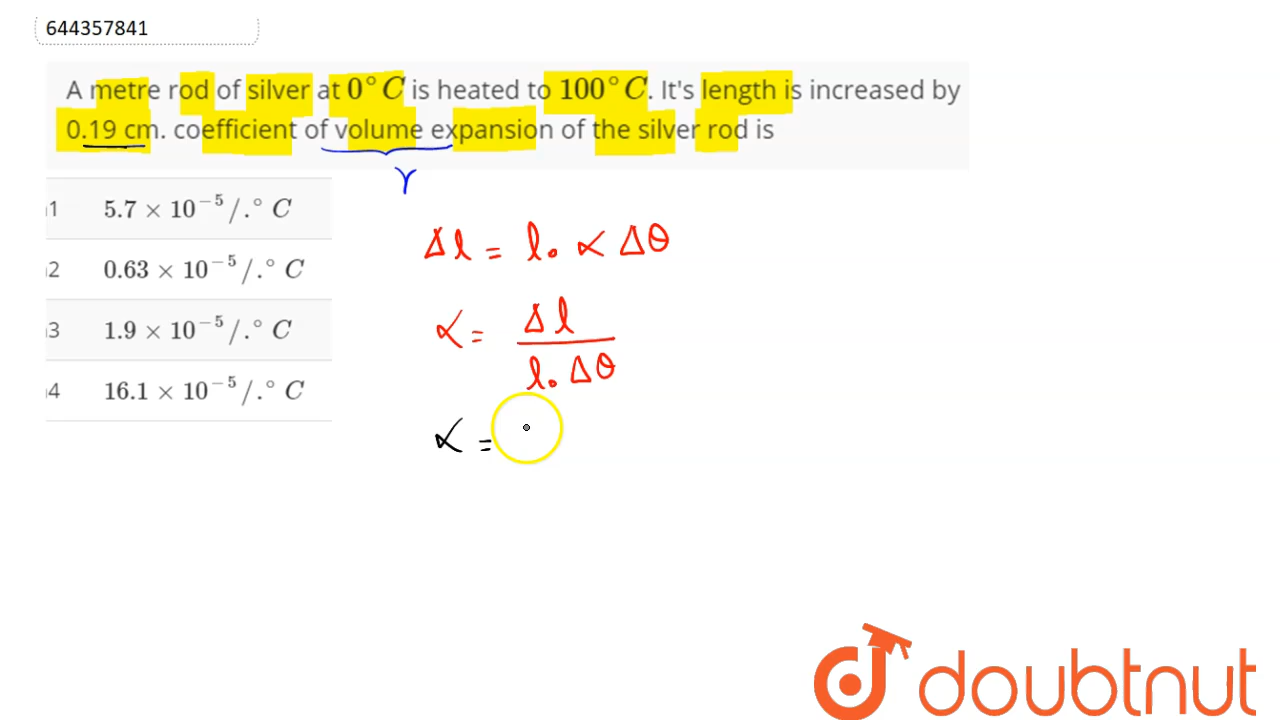 644357841
A metre rod of silver at 0°C is heated to 100°C. It's length is increased by
0.19 cm. coefficient of volume expansion of the silver rod is
γ
1 5.7 × 10⁻⁵/.° C
2 0.63 × 10⁻⁵/.° C
3 1.9 × 10⁻⁵/.° C
4 16.1 × 10⁻⁵/.° C
Δl = l₀ α Δθ
α = Δl / l₀ Δθ
α =
doubtnut